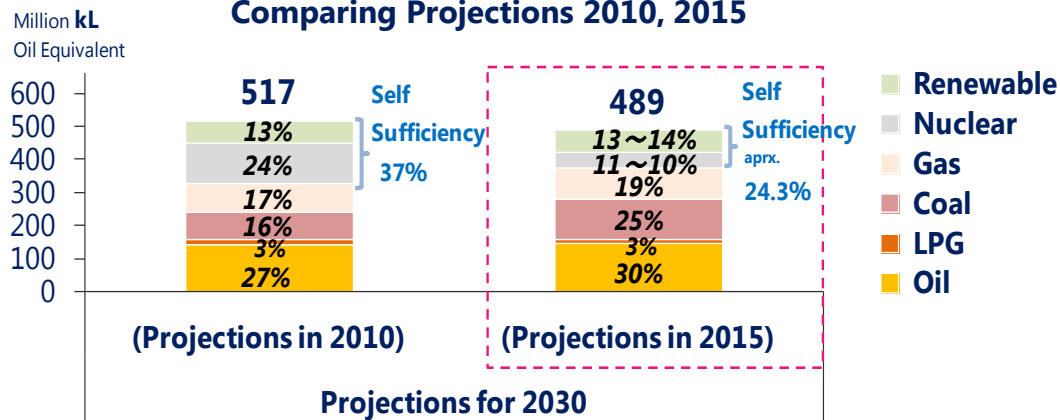 Comparing Projections 2010, 2015
Million kL
Oil Equivalent
600
500
400
300
200
100
0
517
13%
24%
17%
16%
3%
27%
Self
Sufficiency
37%
489
13～14%
11～10%
19%
25%
3%
30%
Self
Sufficiency
aprx.
24.3%
Renewable
Nuclear
Gas
Coal
LPG
Oil
(Projections in 2010)
(Projections in 2015)
Projections for 2030